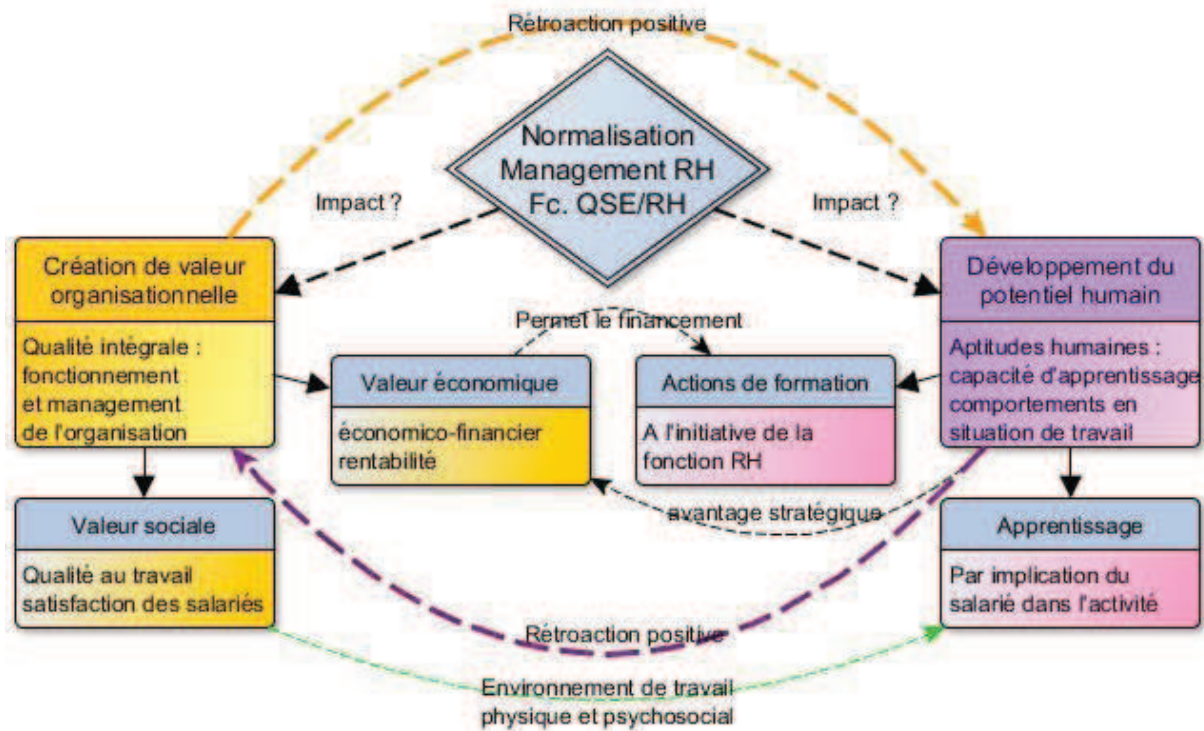 Rétroaction positive
Normalisation
Management RH
Fc. QSE/RH
Impact ?
Impact ?
Création de valeur
organisationnelle
Qualité intégrale :
fonctionnement
et management
de l'organisation
Développement du
potentiel humain
Aptitudes humaines :
capacité d'apprentissage
comportements en
situation de travail
Permet le financement
Valeur économique
économico-financier
rentabilité
Actions de formation
A l'initiative de la
fonction RH
avantage stratégique
Valeur sociale
Qualité au travail
satisfaction des salariés
Apprentissage
Par implication du
salarié dans l'activité
Rétroaction positive
Environnement de travail
physique et psychosocial